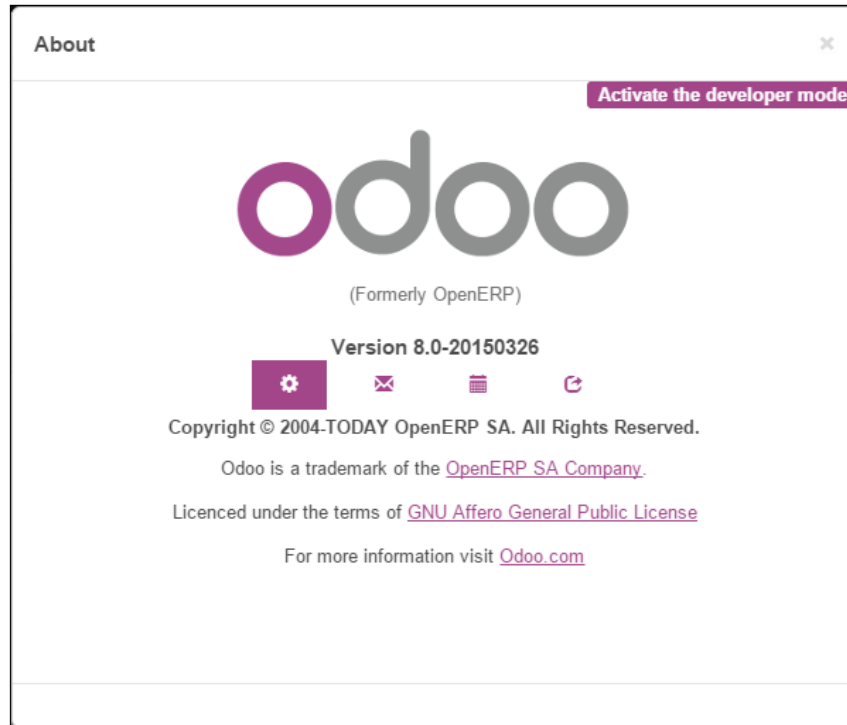 About
Activate the developer mode
odoo
(Formerly OpenERP)
Version 8.0-20150326
Copyright © 2004-TODAY OpenERP SA. All Rights Reserved.
Odoo is a trademark of the OpenERP SA Company.
Licenced under the terms of GNU Affero General Public License
For more information visit Odoo.com